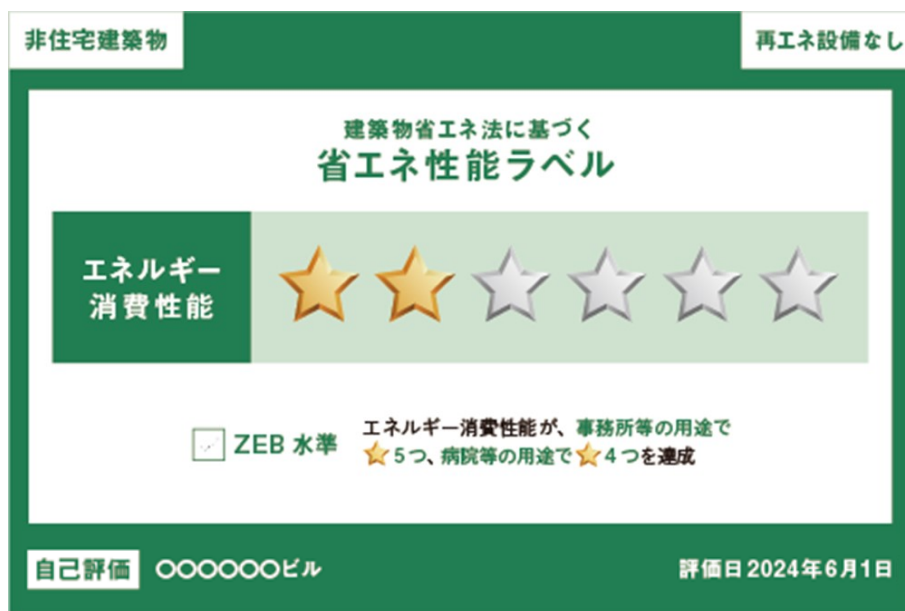 非住宅建築物
再エネ設備なし
建築物省エネ法に基づく
省エネ性能ラベル
エネルギー
消費性能
ZEB 水準
エネルギー消費性能が、事務所等の用途で
5つ、病院等の用途で 4つを達成
自己評価 〇〇〇〇〇〇ビル
評価日2024年6月1日